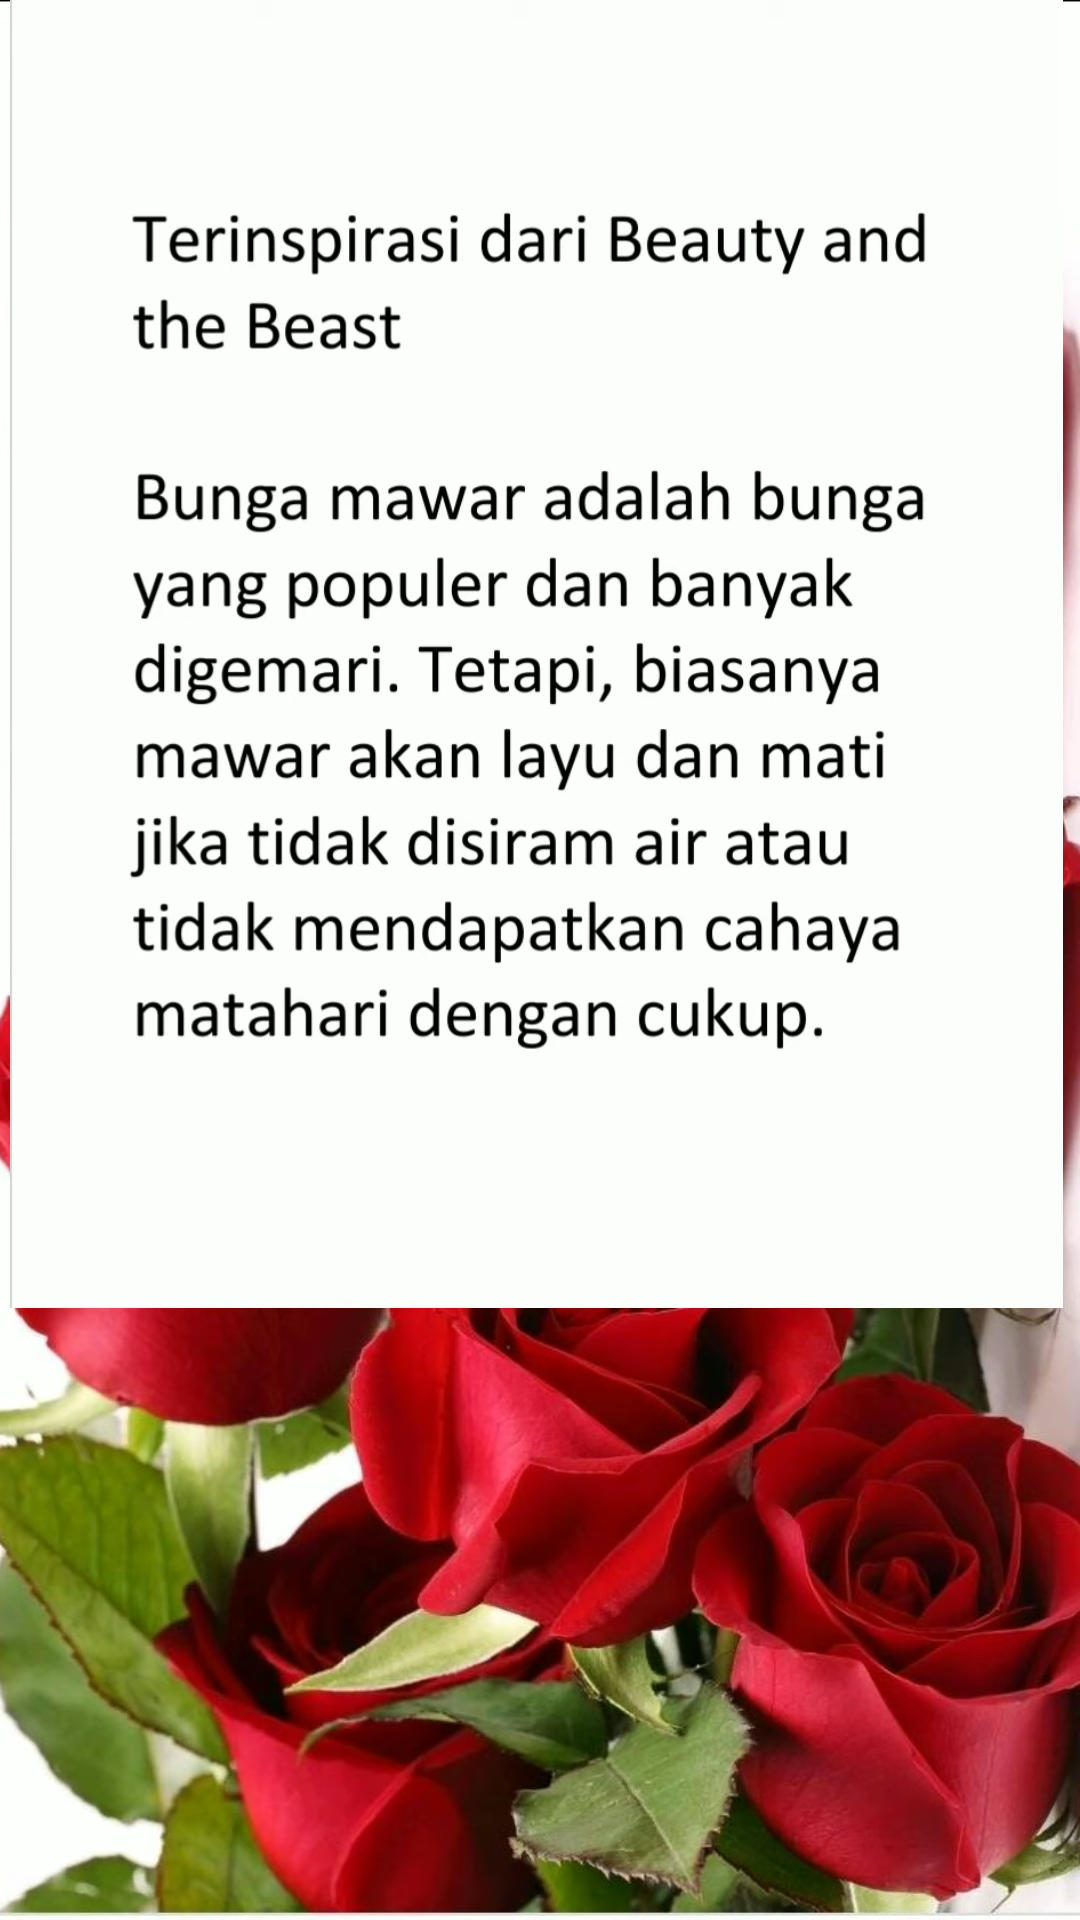 Terinspirasi dari Beauty and
the Beast
Bunga mawar adalah bunga
yang populer dan banyak
digemari. Tetapi, biasanya
mawar akan layu dan mati
jika tidak disiram air atau
tidak mendapatkan cahaya
matahari dengan cukup.